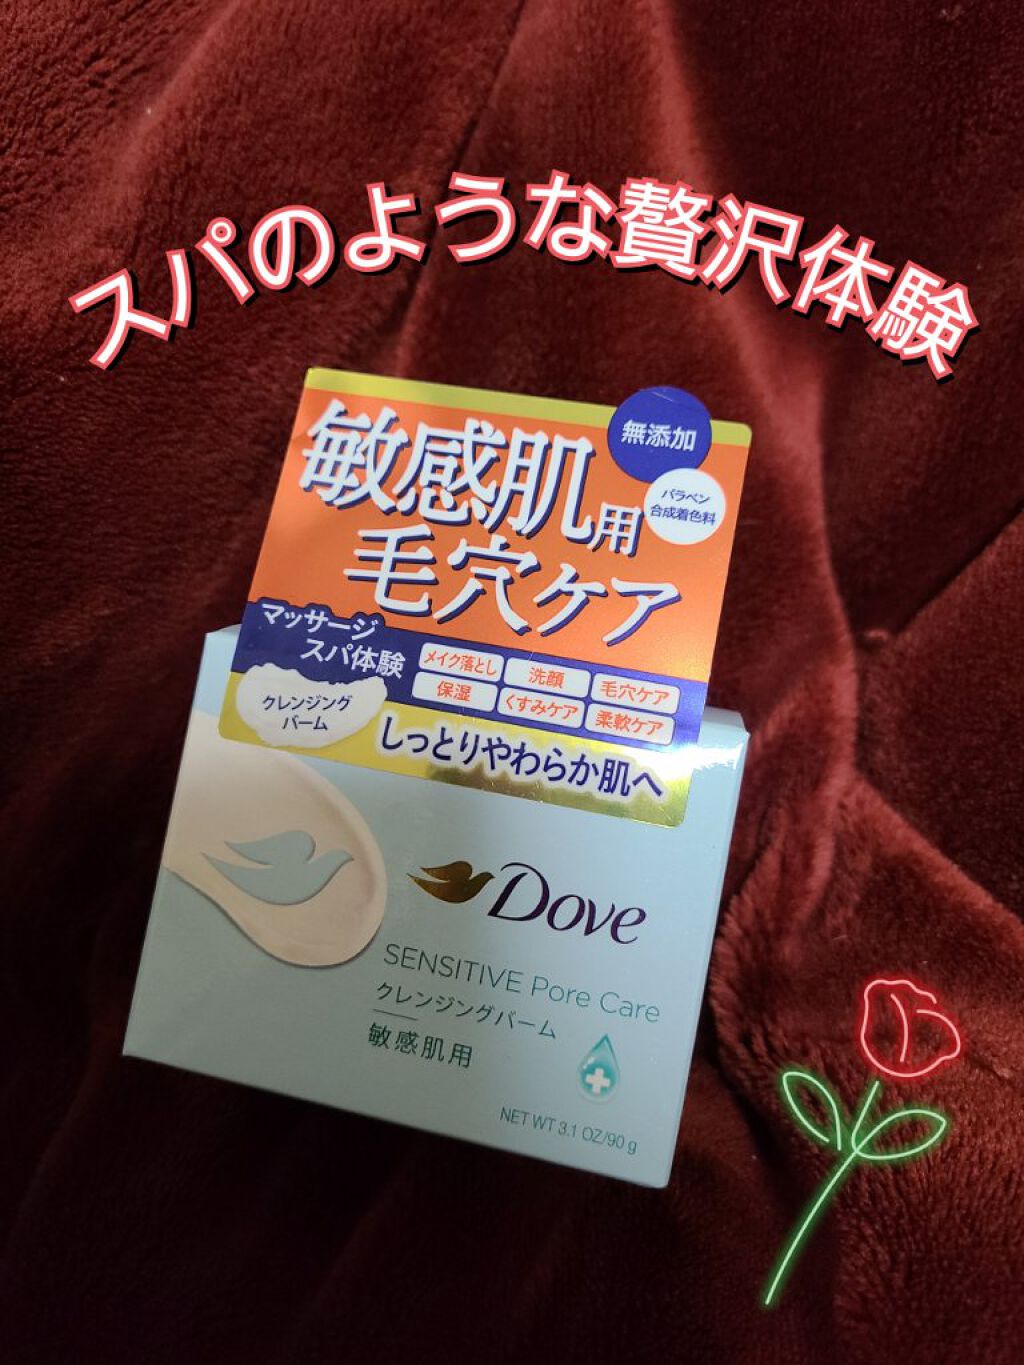 スパのような贅沢体験
無添加
パラベン
合成着色料
敏感肌用
毛穴ケア
マッサージ
スパ体験
メイク落とし 洗顔 毛穴ケア
保湿 くすみケア 柔軟ケア
クレンジング
バーム
しっとりやわらか肌へ
Dove
SENSITIVE Pore Care
クレンジングバーム
敏感肌用
NET WT 3.1 OZ/90 g